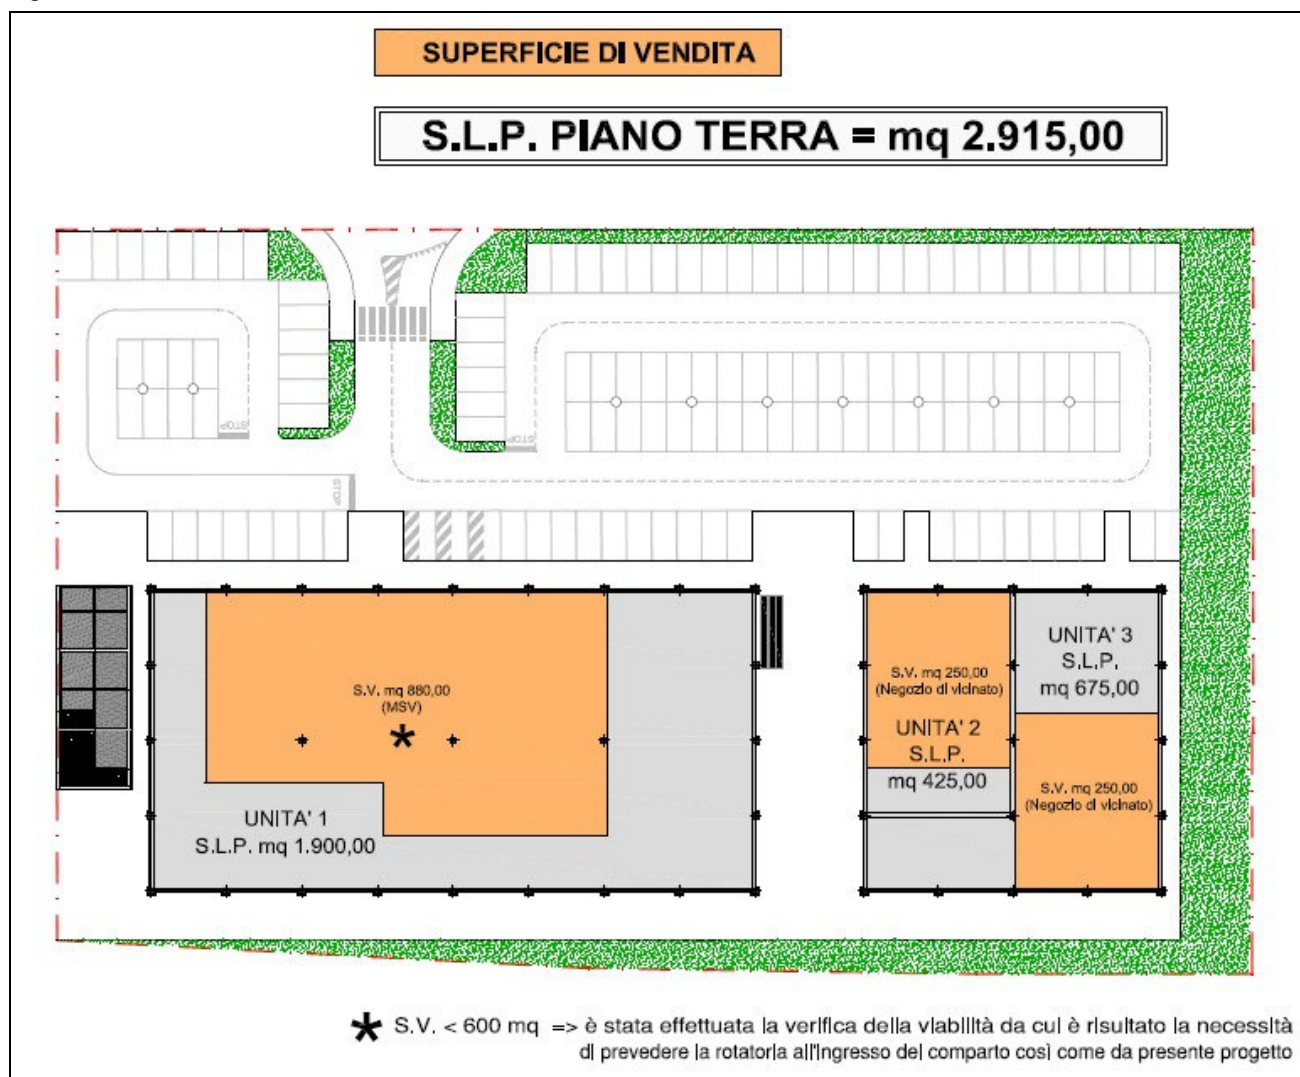 SUPERFICIE DI VENDITA
S.L.P. PIANO TERRA = mq 2.915,00
STOP
STOP
STOP
S.V. mq 880,00
(MSV)
*
UNITA' 1
S.L.P. mq 1.900,00
S.V. mq 250,00
(Negozio di vicinato)
UNITA' 2
S.L.P.
mq 425,00
UNITA' 3
S.L.P.
mq 675,00
S.V. mq 250,00
(Negozio di vicinato)
* S.V. < 600 mq => è stata effettuata la verifica della viabilità da cui è risultato la necessità
di prevedere la rotatoria all'ingresso del comparto così come da presente progetto